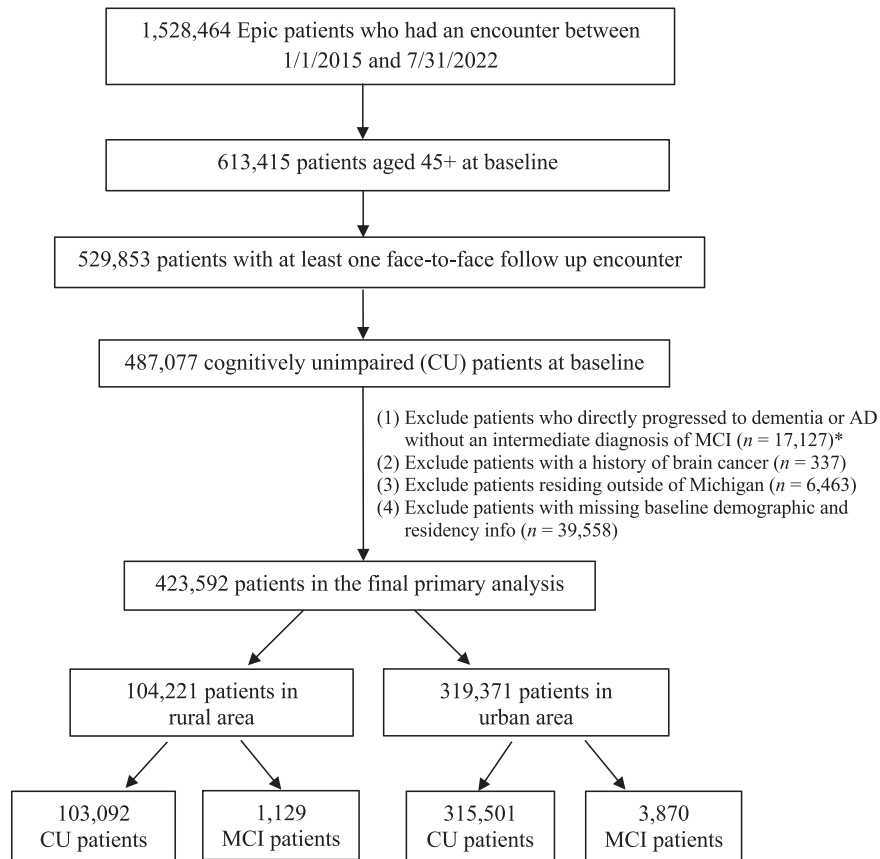 1,528,464 Epic patients who had an encounter between
1/1/2015 and 7/31/2022
613,415 patients aged 45+ at baseline
529,853 patients with at least one face-to-face follow up encounter
487,077 cognitively unimpaired (CU) patients at baseline
(1) Exclude patients who directly progressed to dementia or AD
without an intermediate diagnosis of MCI (n = 17,127)*
(2) Exclude patients with a history of brain cancer (n = 337)
(3) Exclude patients residing outside of Michigan (n = 6,463)
(4) Exclude patients with missing baseline demographic and
residency info (n = 39,558)
423,592 patients in the final primary analysis
104,221 patients in
rural area
319,371 patients in
urban area
103,092
CU patients
1,129
MCI patients
315,501
CU patients
3,870
MCI patients